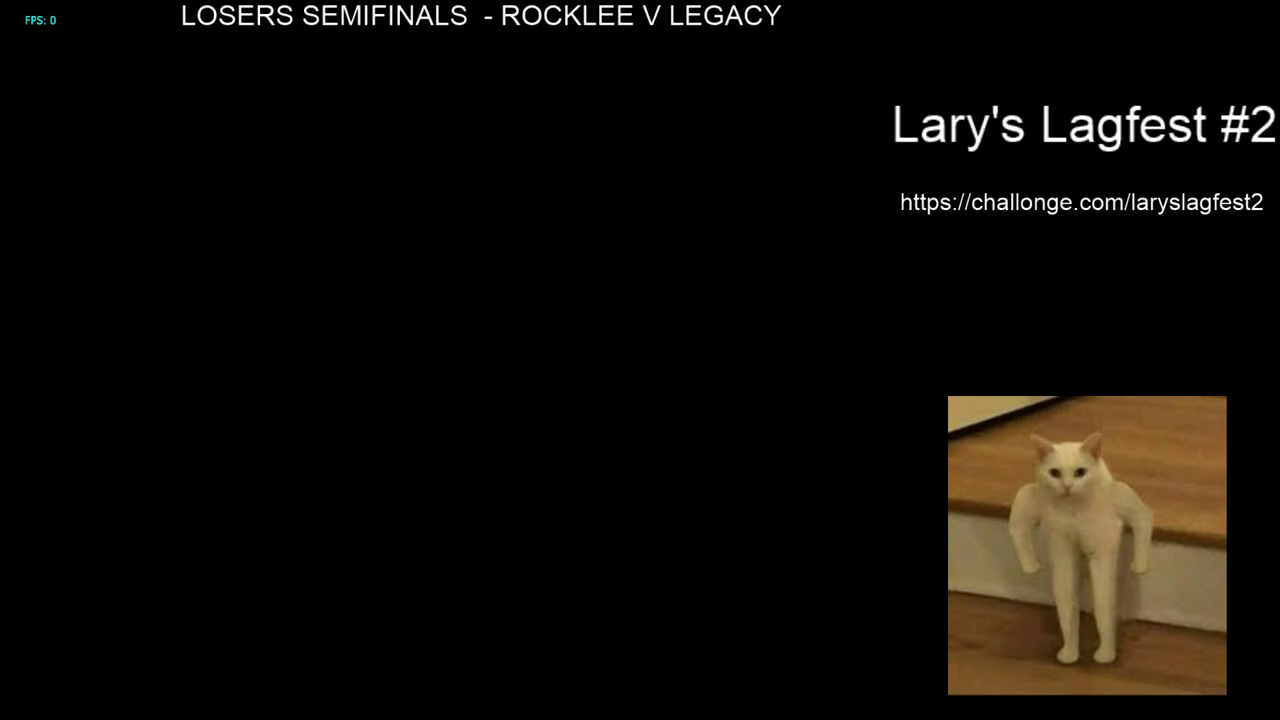 FPS: 0
LOSERS SEMIFINALS  - ROCKLEE V LEGACY
Lary's Lagfest #2
https://challonge.com/laryslagfest2